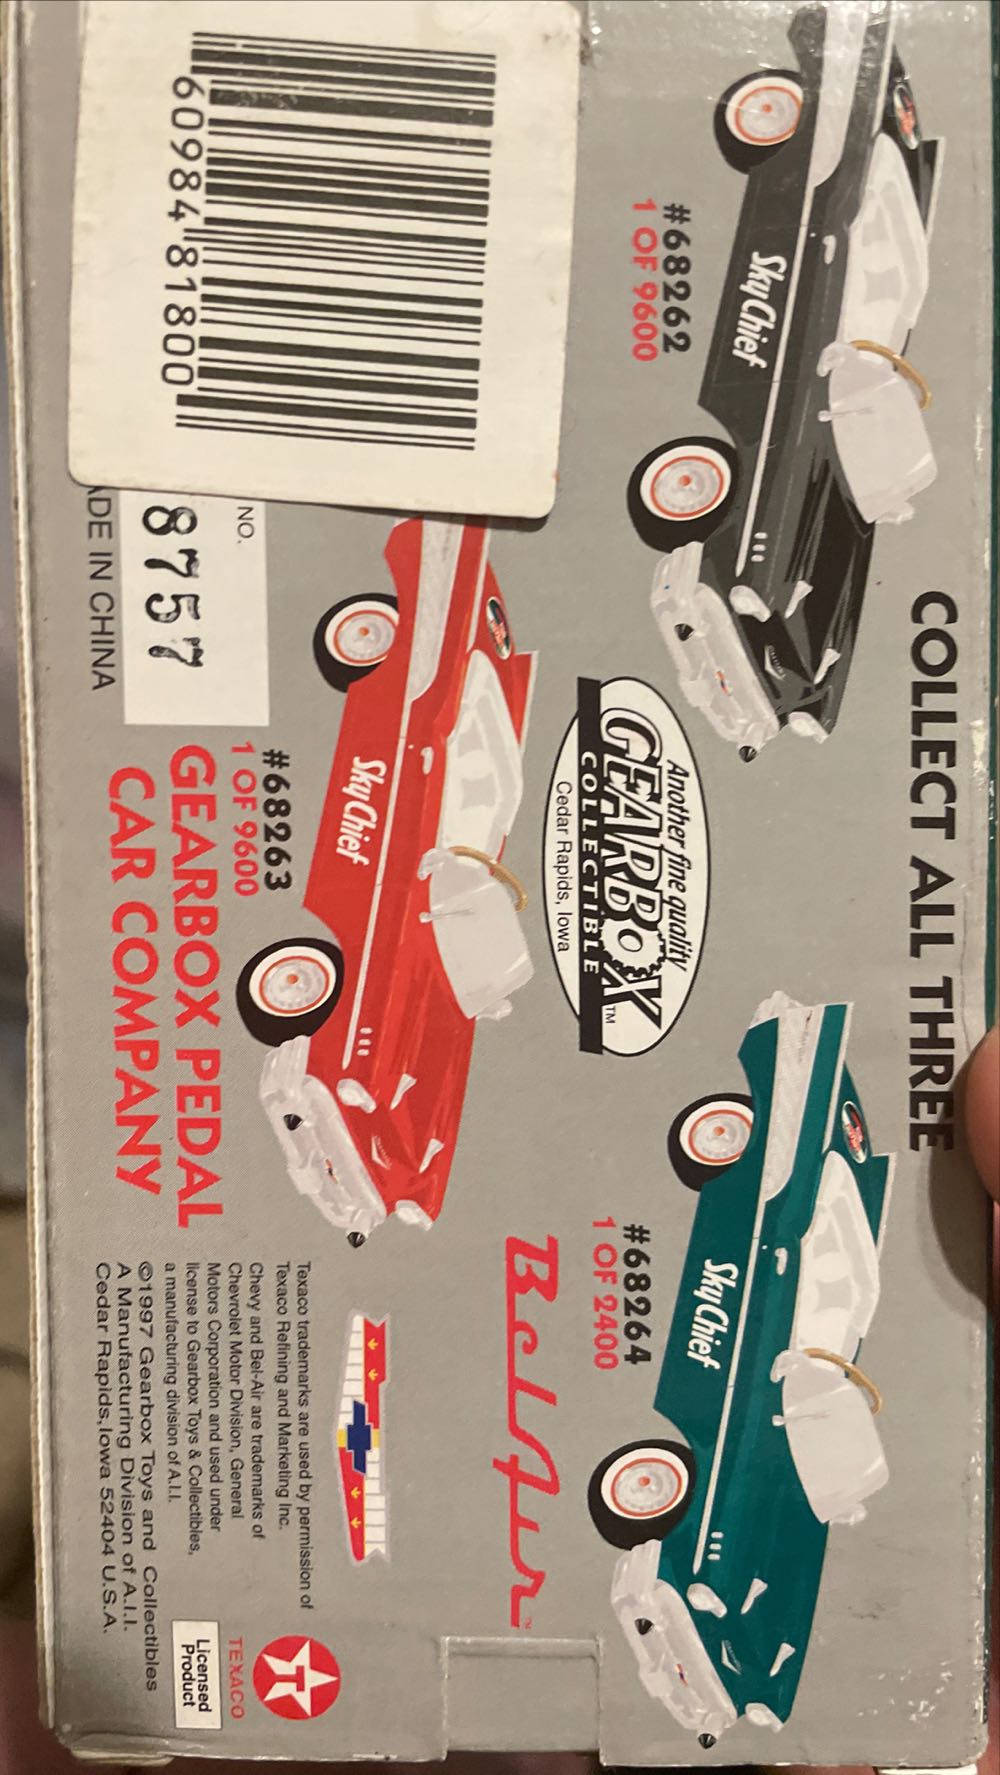 COLLECT ALL THREE
Sky Chief
#68262
1 OF 9600
Sky Chief
#68264
1 OF 2400
Another fine quality
GEARBOX™
COLLECTIBLE
Cedar Rapids, Iowa
BelAir™
Sky Chief
#68263
1 OF 9600
60984 81800
NO.
8757
ADE IN CHINA
GEARBOX PEDAL
CAR COMPANY
Texaco trademarks are used by permission of
Texaco Refining and Marketing Inc.
Chevy and Bel-Air are trademarks of
Chevrolet Motor Division, General
Motors Corporation and used under
license to Gearbox Toys & Collectibles,
a manufacturing division of A.I.I.
©1997 Gearbox Toys and Collectibles
A Manufacturing Division of A.I.I.
Cedar Rapids, Iowa 52404 U.S.A.
T
TEXACO
Licensed
Product